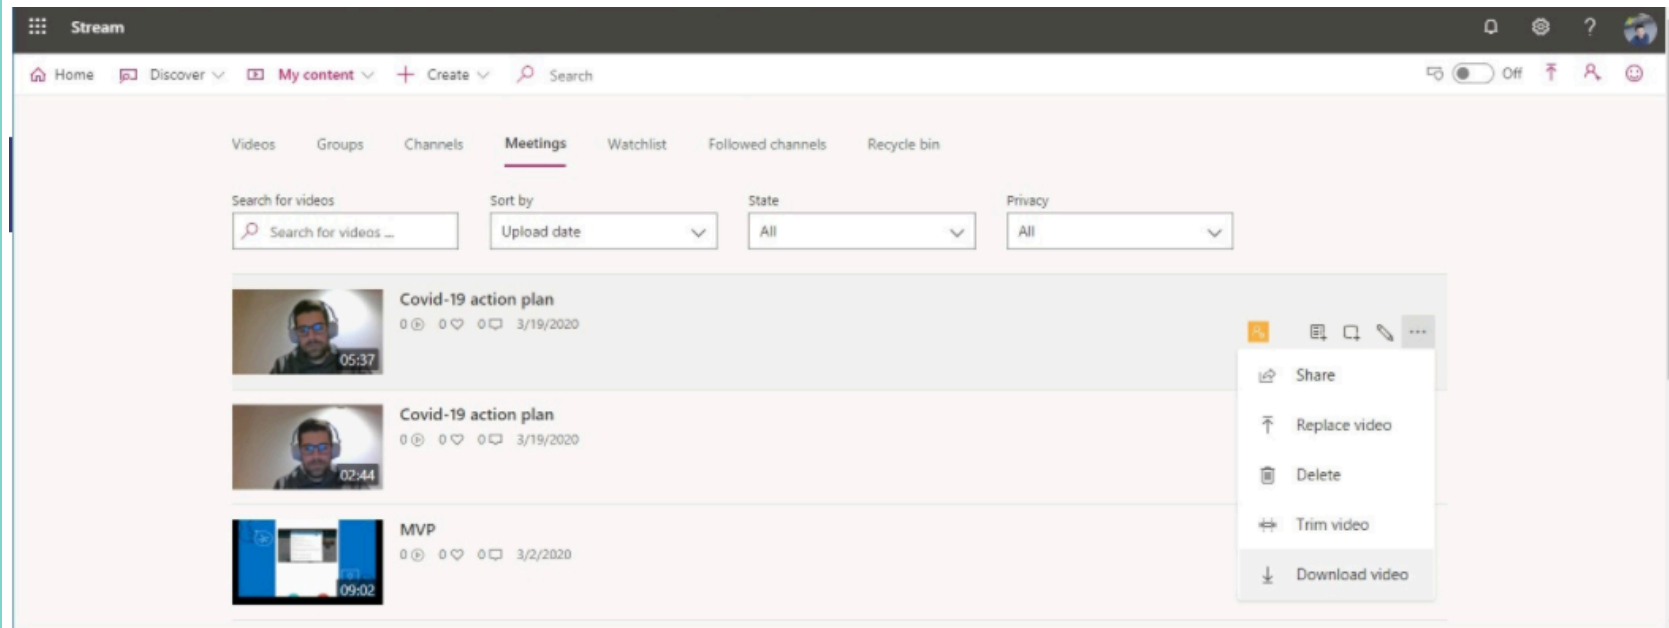 Stream
Home Discover My content Create Search Off
Videos Groups Channels Meetings Watchlist Followed channels Recycle bin
Search for videos Sort by State Privacy
Search for videos ... Upload date All All
Covid-19 action plan
0 0 0 3/19/2020
05:37
Share
Replace video
Covid-19 action plan
0 0 0 3/19/2020
02:44
Delete
Trim video
MVP
0 0 0 3/2/2020
09:02
Download video